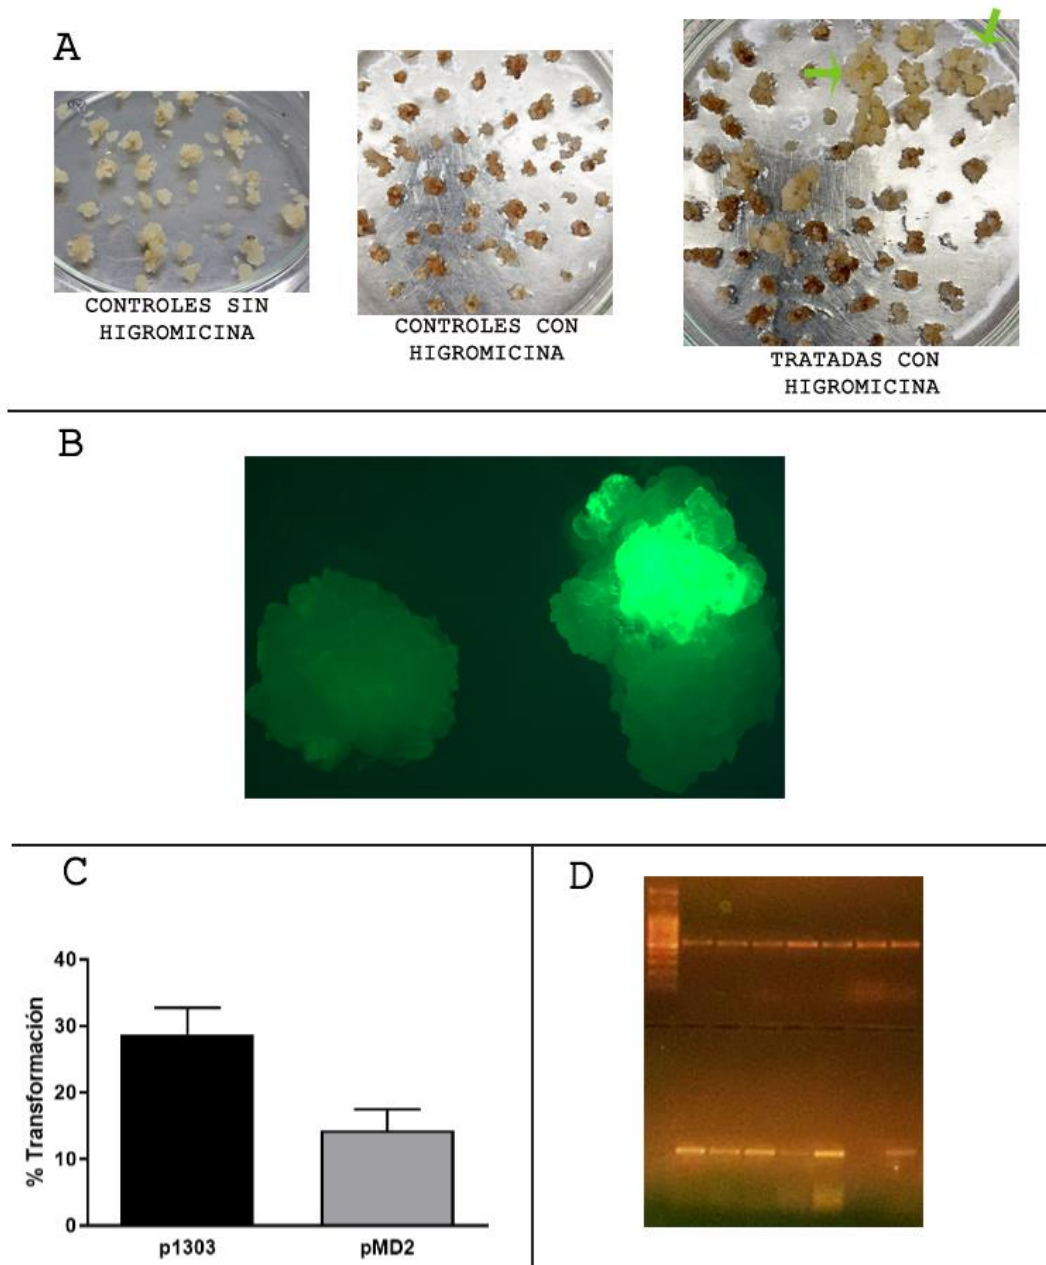 A
CONTROLES SIN
HIGROMICINA
CONTROLES CON
HIGROMICINA
TRATADAS CON
HIGROMICINA
B
C
D
% Transformación
40
30
20
10
0
p1303
pMD2